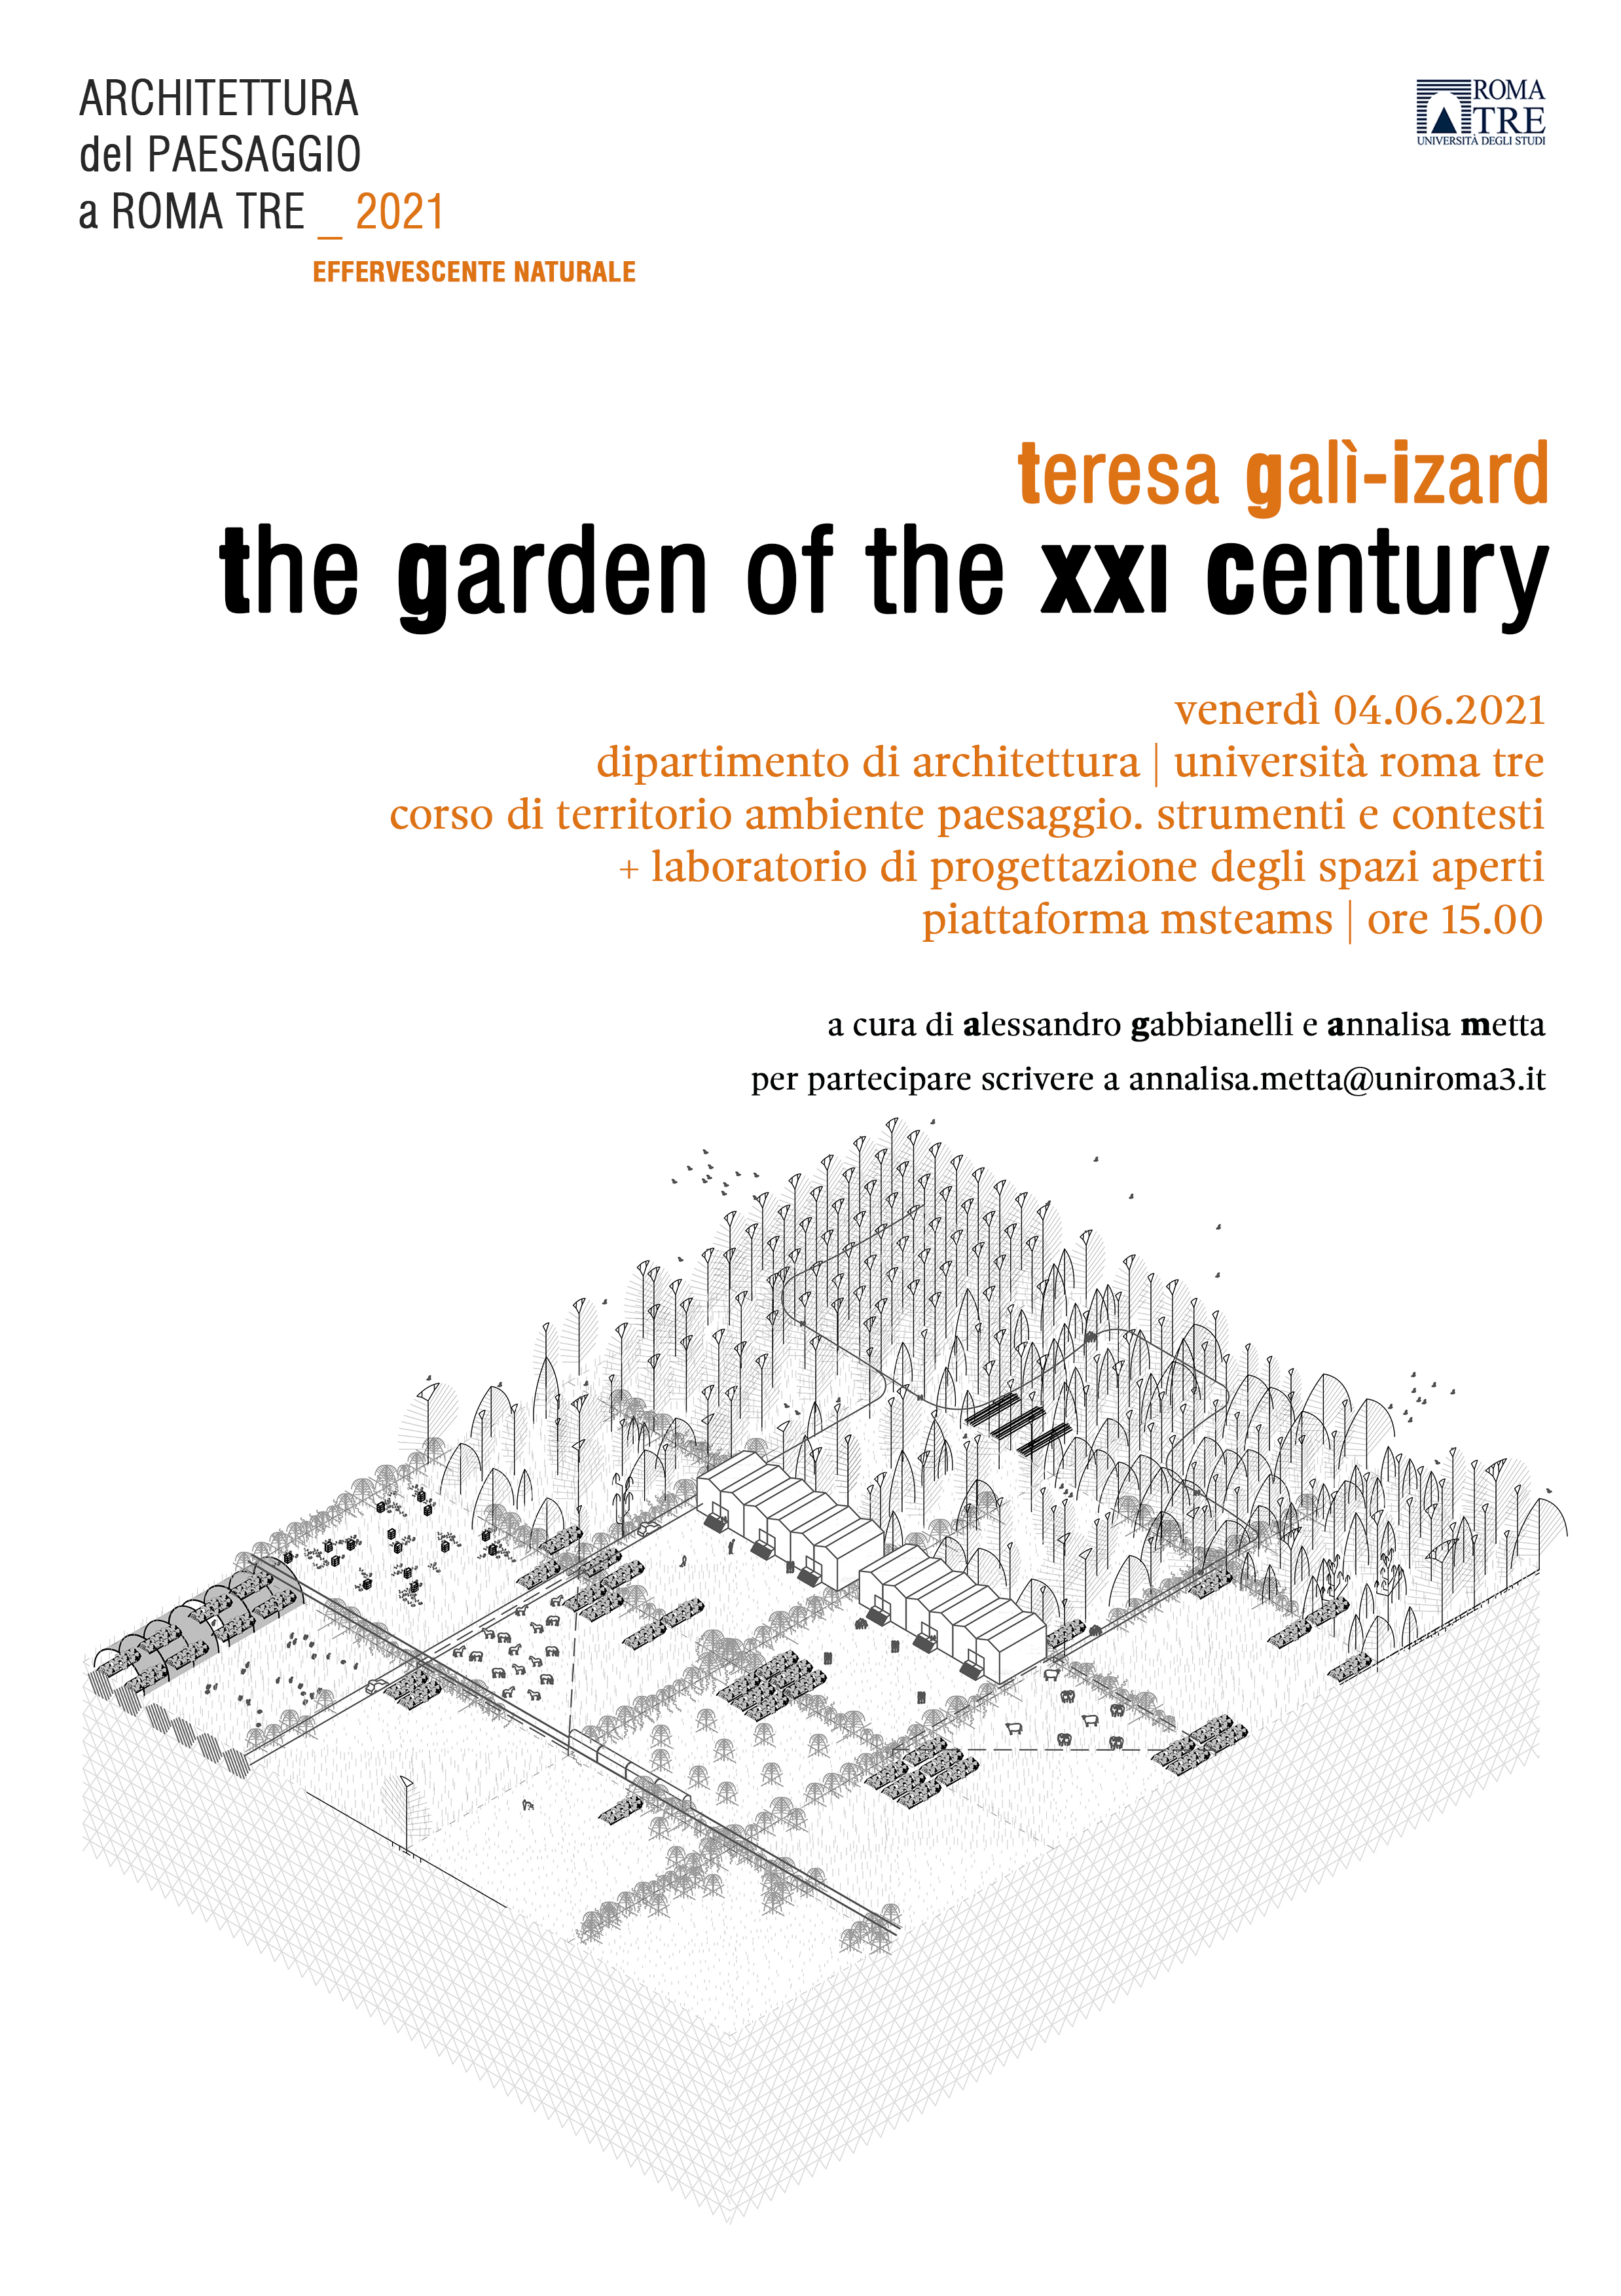 ARCHITETTURA
del PAESAGGIO
a ROMA TRE _ 2021
EFFERVESCENTE NATURALE
ROMA
TRE
UNIVERSITÀ DEGLI STUDI
teresa galì-izard
the garden of the xxı century
venerdì 04.06.2021
dipartimento di architettura | università roma tre
corso di territorio ambiente paesaggio. strumenti e contesti
+ laboratorio di progettazione degli spazi aperti
piattaforma msteams | ore 15.00
a cura di alessandro gabbianelli e annalisa metta
per partecipare scrivere a annalisa.metta@uniroma3.it